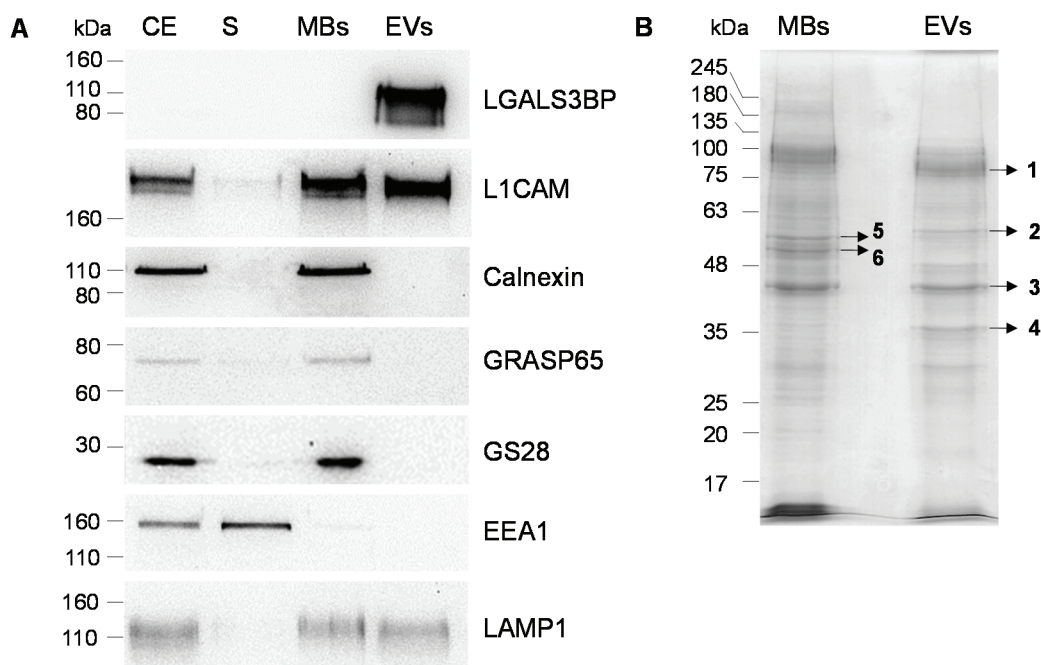 A
kDa CE S MBs EVs
160
110
80
LGALS3BP
160
L1CAM
110
80
Calnexin
80
60
GRASP65
30
GS28
160
110
EEA1
160
110
LAMP1
B
kDa MBs EVs
245
180
135
100
75
63
48
35
25
20
17
1
2
3
4
5
6